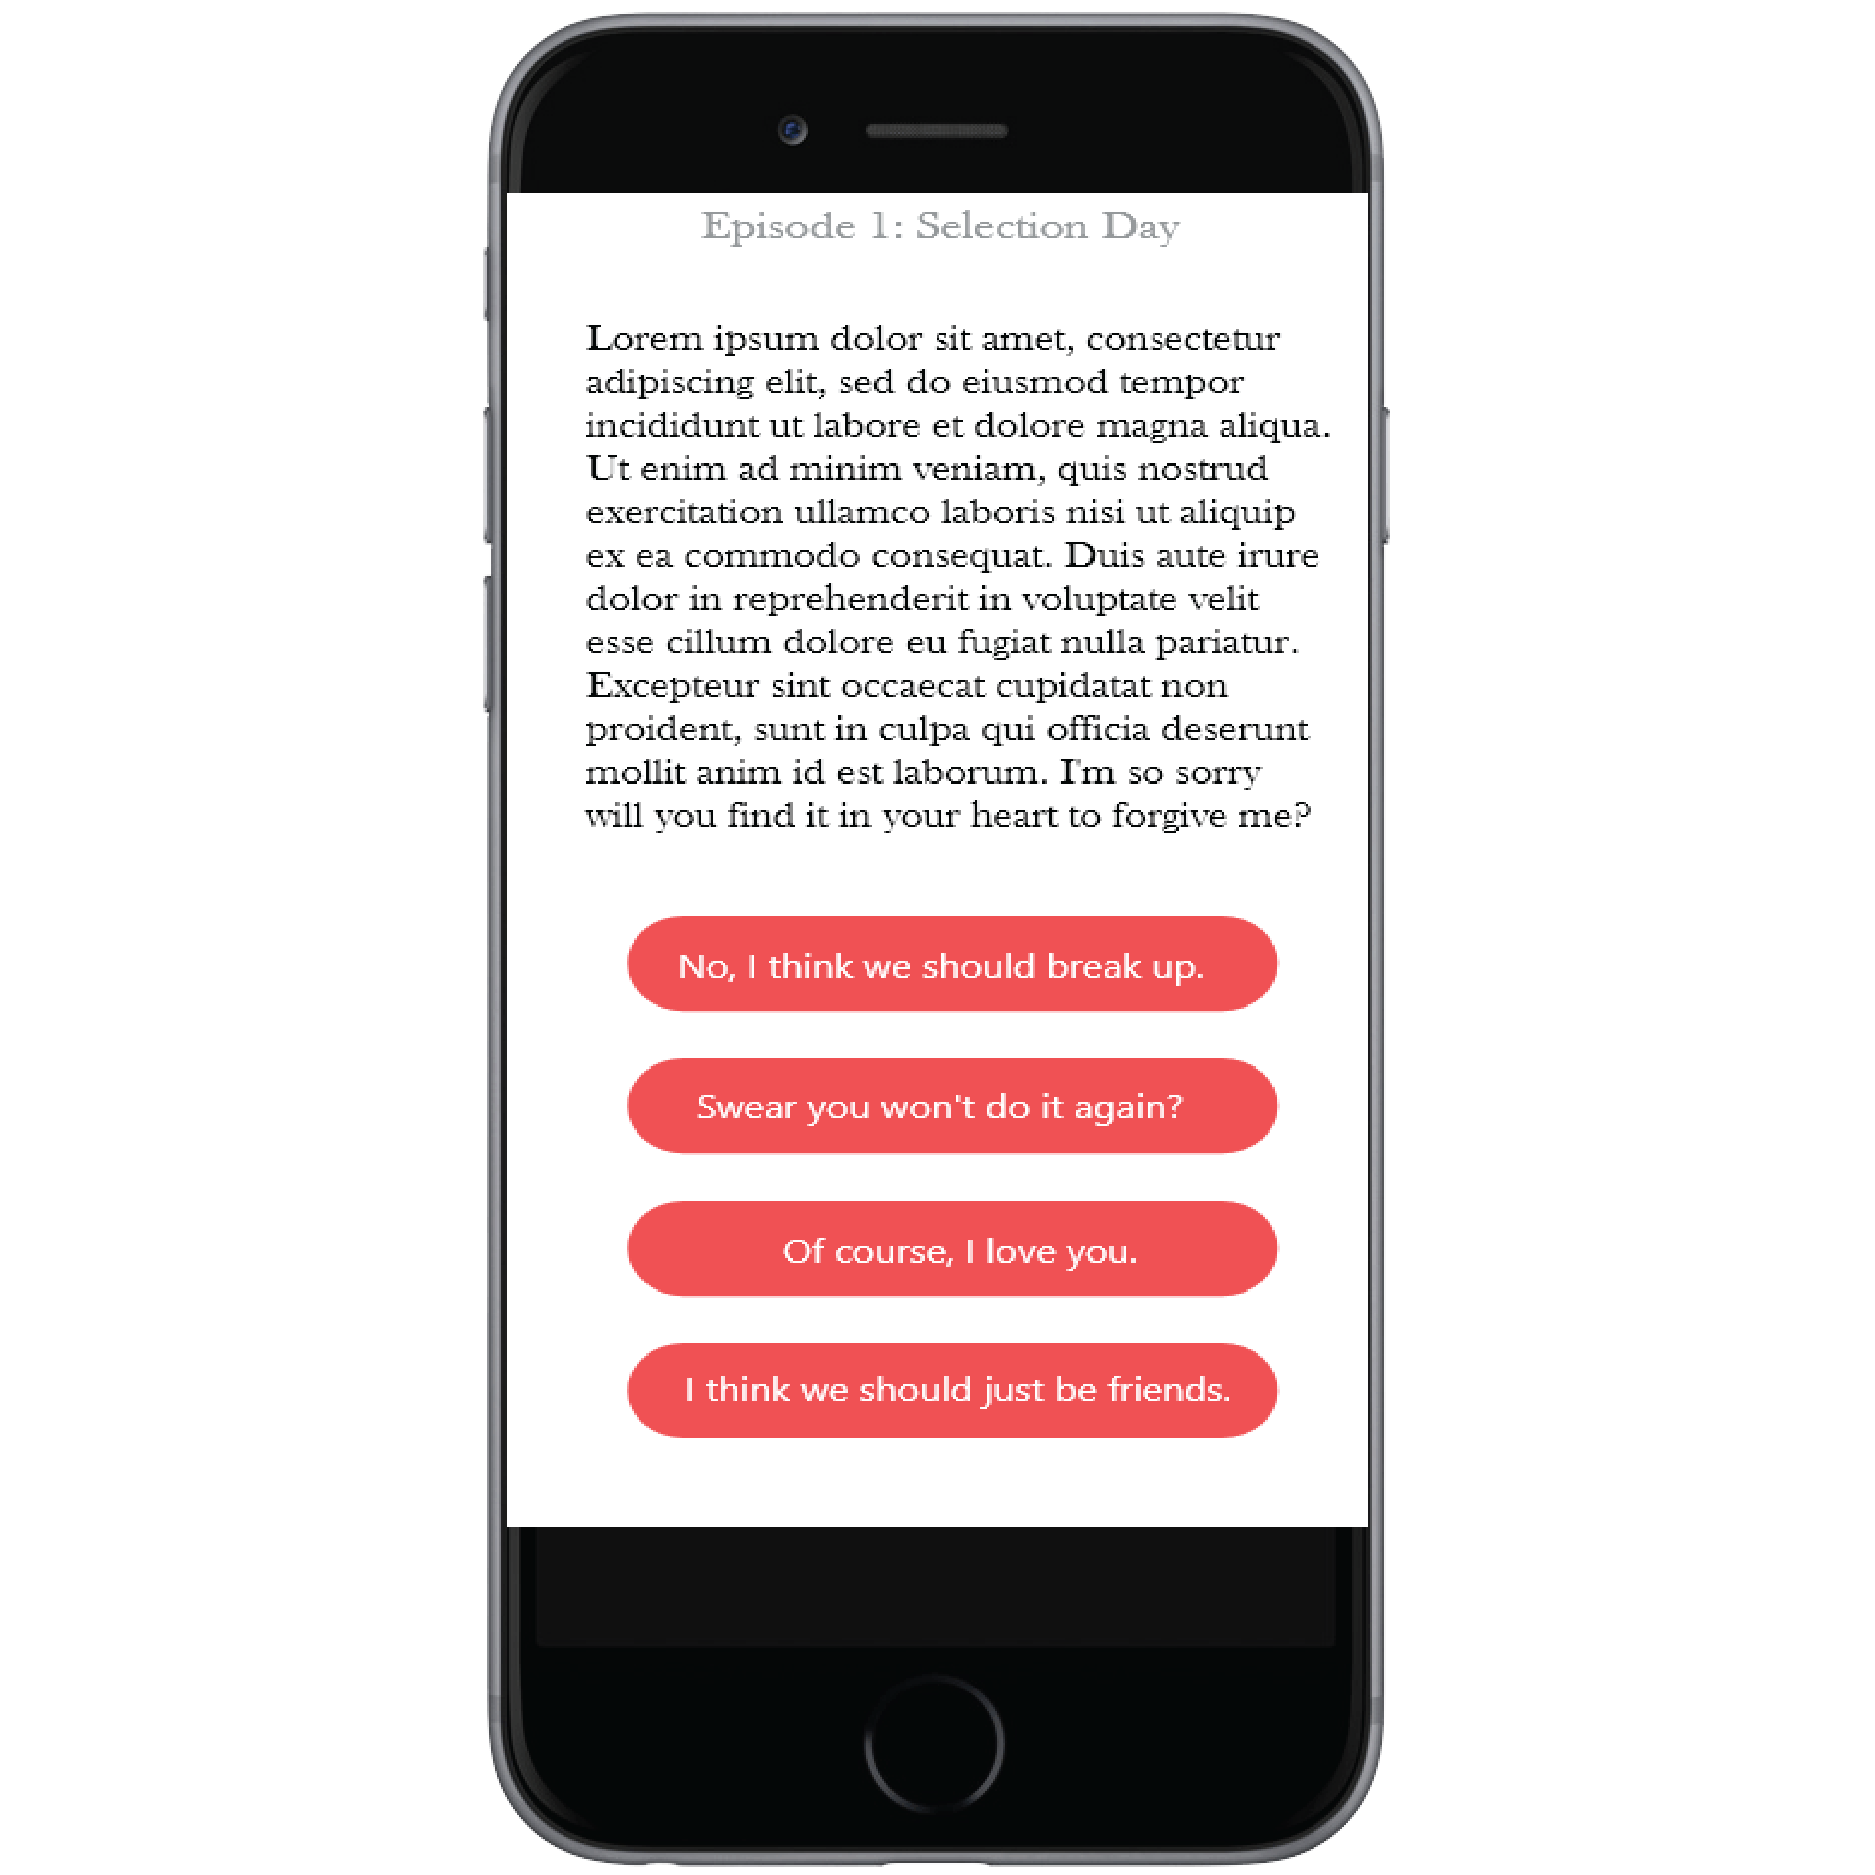 Episode 1: Selection Day
Lorem ipsum dolor sit amet, consectetur
adipiscing elit, sed do eiusmod tempor
incididunt ut labore et dolore magna aliqua.
Ut enim ad minim veniam, quis nostrud
exercitation ullamco laboris nisi ut aliquip
ex ea commodo consequat. Duis aute irure
dolor in reprehenderit in voluptate velit
esse cillum dolore eu fugiat nulla pariatur.
Excepteur sint occaecat cupidatat non
proident, sunt in culpa qui officia deserunt
mollit anim id est laborum. I'm so sorry
will you find it in your heart to forgive me?
No, I think we should break up.
Swear you won't do it again?
Of course, I love you.
I think we should just be friends.